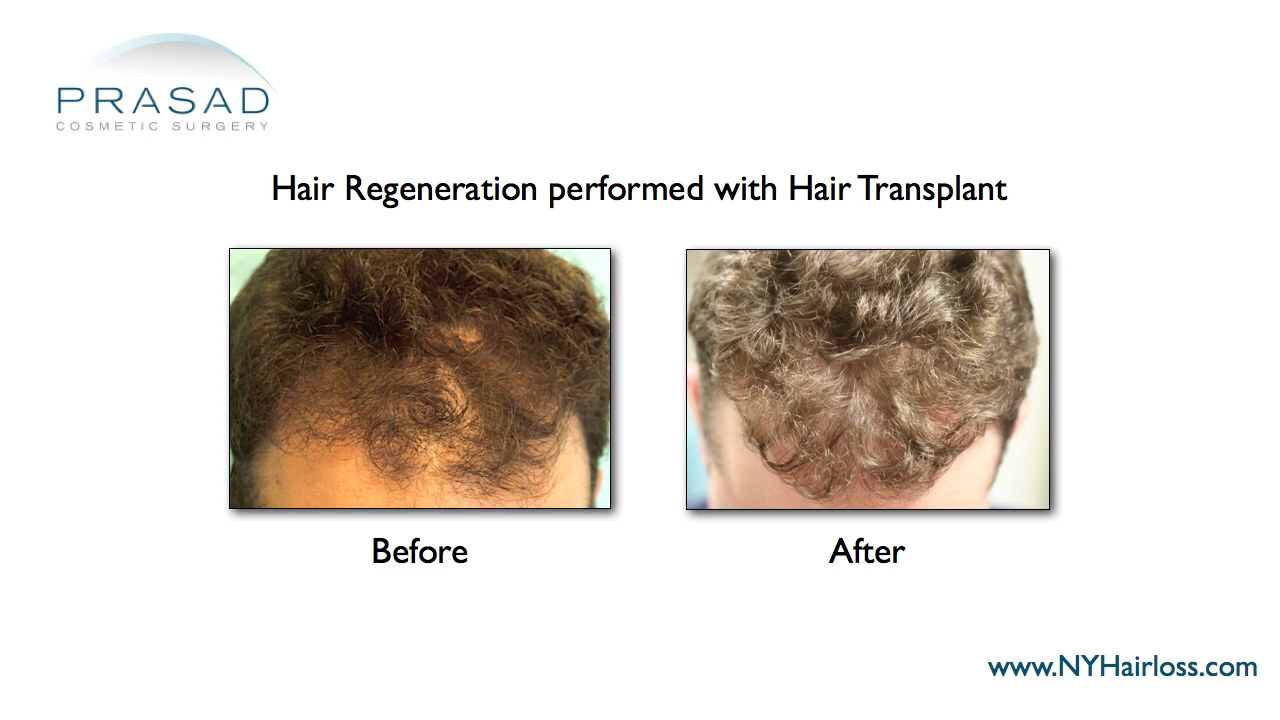 PRASAD
COSMETIC SURGERY
Hair Regeneration performed with Hair Transplant
Before
After
www.NYHairloss.com